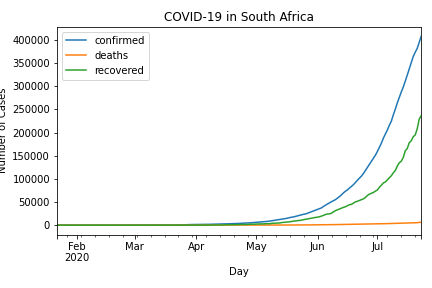 COVID-19 in South Africa
confirmed
deaths
recovered
400000
350000
300000
250000
200000
150000
100000
50000
0
Number of Cases
Feb
2020
Mar
Apr
May
Jun
Jul
Day